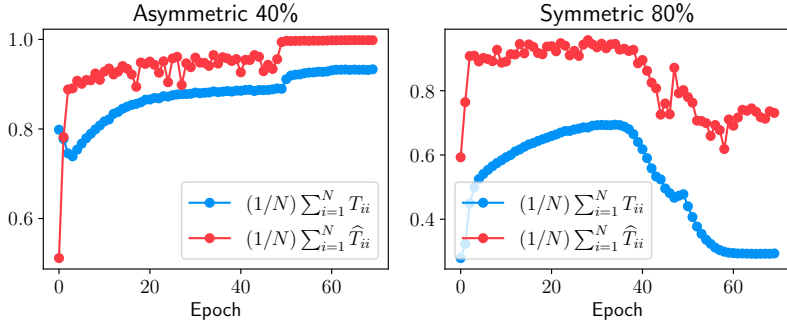 Asymmetric 40%
1.0
0.8
0.6
(1/N) ∑_{i=1}^{N} T_{ii}
(1/N) ∑_{i=1}^{N} \widehat{T}_{ii}
0 20 40 60
Epoch
Symmetric 80%
0.8
0.6
0.4
(1/N) ∑_{i=1}^{N} T_{ii}
(1/N) ∑_{i=1}^{N} \widehat{T}_{ii}
0 20 40 60
Epoch